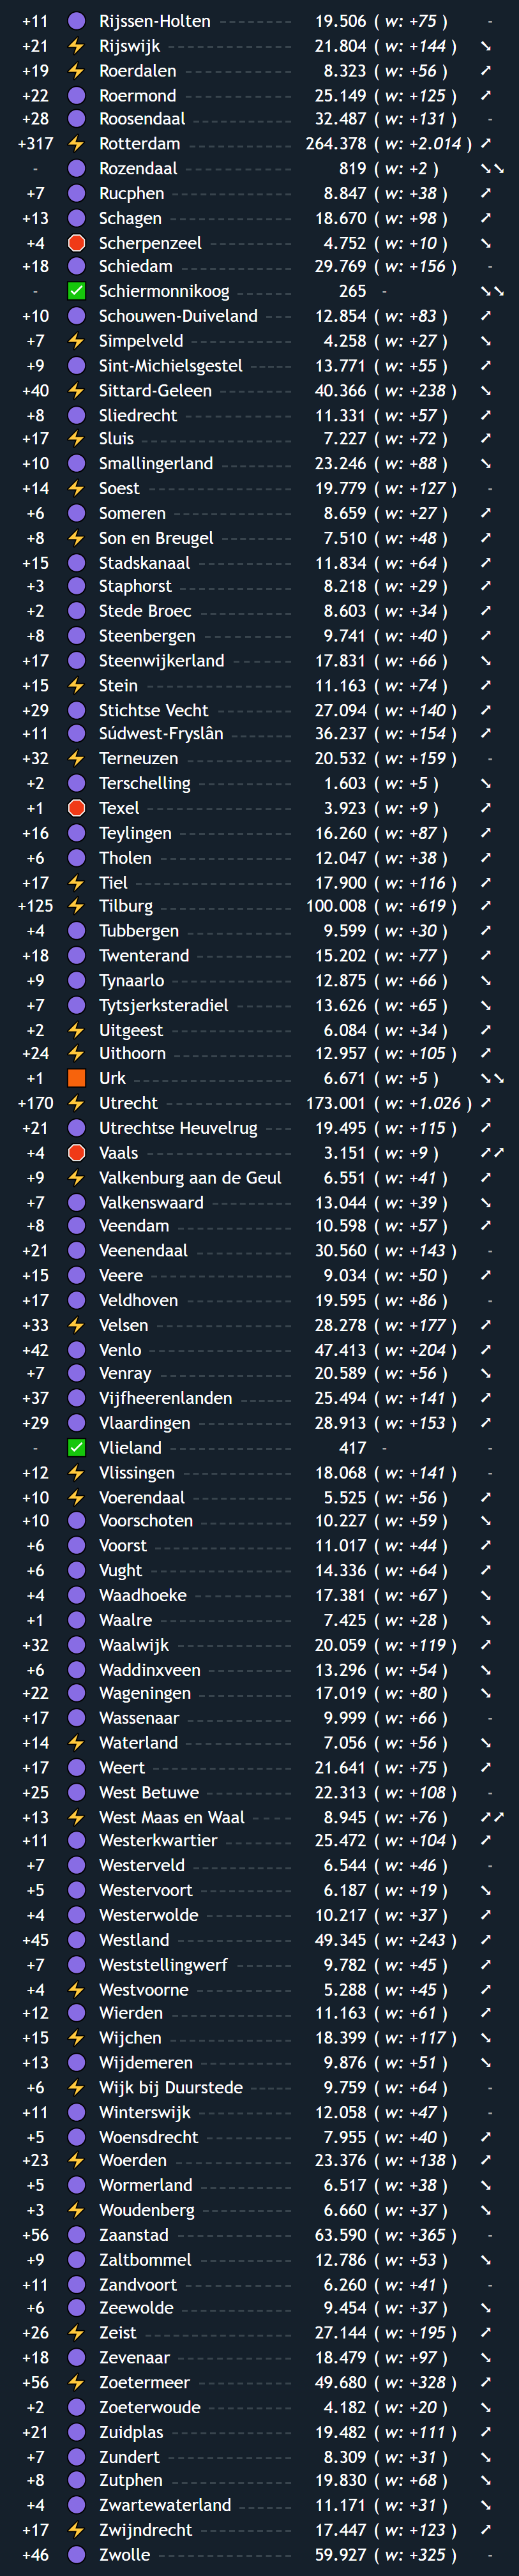 +11 Rijssen-Holten 19.506 ( w: +75 ) -
+21 Rijswijk 21.804 ( w: +144 ) ➘
+19 Roerdalen 8.323 ( w: +56 ) ➚
+22 Roermond 25.149 ( w: +125 ) ➚
+28 Roosendaal 32.487 ( w: +131 ) -
+317 Rotterdam 264.378 ( w: +2.014 ) ➚
- Rozendaal 819 ( w: +2 ) ➘➘
+7 Rucphen 8.847 ( w: +38 ) ➚
+13 Schagen 18.670 ( w: +98 ) ➚
+4 Scherpenzeel 4.752 ( w: +10 ) ➘
+18 Schiedam 29.769 ( w: +156 ) -
- Schiermonnikoog 265 - ➘➘
+10 Schouwen-Duiveland 12.854 ( w: +83 ) ➚
+7 Simpelveld 4.258 ( w: +27 ) ➘
+9 Sint-Michielsgestel 13.771 ( w: +55 ) ➚
+40 Sittard-Geleen 40.366 ( w: +238 ) ➘
+8 Sliedrecht 11.331 ( w: +57 ) ➚
+17 Sluis 7.227 ( w: +72 ) ➚
+10 Smallingerland 23.246 ( w: +88 ) ➘
+14 Soest 19.779 ( w: +127 ) -
+6 Someren 8.659 ( w: +27 ) ➚
+8 Son en Breugel 7.510 ( w: +48 ) ➚
+15 Stadskanaal 11.834 ( w: +64 ) ➚
+3 Staphorst 8.218 ( w: +29 ) ➚
+2 Stede Broec 8.603 ( w: +34 ) ➚
+8 Steenbergen 9.741 ( w: +40 ) ➚
+17 Steenwijkerland 17.831 ( w: +66 ) ➘
+15 Stein 11.163 ( w: +74 ) ➚
+29 Stichtse Vecht 27.094 ( w: +140 ) ➚
+11 Súdwest-Fryslân 36.237 ( w: +154 ) ➚
+32 Terneuzen 20.532 ( w: +159 ) -
+2 Terschelling 1.603 ( w: +5 ) ➘
+1 Texel 3.923 ( w: +9 ) ➚
+16 Teylingen 16.260 ( w: +87 ) ➚
+6 Tholen 12.047 ( w: +38 ) ➚
+17 Tiel 17.900 ( w: +116 ) ➚
+125 Tilburg 100.008 ( w: +619 ) ➚
+4 Tubbergen 9.599 ( w: +30 ) ➚
+18 Twenterand 15.202 ( w: +77 ) ➚
+9 Tynaarlo 12.875 ( w: +66 ) ➘
+7 Tytsjerksteradiel 13.626 ( w: +65 ) ➘
+2 Uitgeest 6.084 ( w: +34 ) ➚
+24 Uithoorn 12.957 ( w: +105 ) ➚
+1 Urk 6.671 ( w: +5 ) ➘➘
+170 Utrecht 173.001 ( w: +1.026 ) ➚
+21 Utrechtse Heuvelrug 19.495 ( w: +115 ) ➚
+4 Vaals 3.151 ( w: +9 ) ➚➚
+9 Valkenburg aan de Geul 6.551 ( w: +41 ) ➚
+7 Valkenswaard 13.044 ( w: +39 ) ➘
+8 Veendam 10.598 ( w: +57 ) ➚
+21 Veenendaal 30.560 ( w: +143 ) -
+15 Veere 9.034 ( w: +50 ) ➚
+17 Veldhoven 19.595 ( w: +86 ) -
+33 Velsen 28.278 ( w: +177 ) ➚
+42 Venlo 47.413 ( w: +204 ) ➚
+7 Venray 20.589 ( w: +56 ) ➘
+37 Vijfheerenlanden 25.494 ( w: +141 ) ➚
+29 Vlaardingen 28.913 ( w: +153 ) ➚
- Vlieland 417 - -
+12 Vlissingen 18.068 ( w: +141 ) -
+10 Voerendaal 5.525 ( w: +56 ) ➚
+10 Voorschoten 10.227 ( w: +59 ) ➘
+6 Voorst 11.017 ( w: +44 ) ➚
+6 Vught 14.336 ( w: +64 ) ➚
+4 Waadhoeke 17.381 ( w: +67 ) ➘
+1 Waalre 7.425 ( w: +28 ) ➘
+32 Waalwijk 20.059 ( w: +119 ) ➚
+6 Waddinxveen 13.296 ( w: +54 ) ➘
+22 Wageningen 17.019 ( w: +80 ) ➘
+17 Wassenaar 9.999 ( w: +66 ) -
+14 Waterland 7.056 ( w: +56 ) ➘
+17 Weert 21.641 ( w: +75 ) ➚
+25 West Betuwe 22.313 ( w: +108 ) -
+13 West Maas en Waal 8.945 ( w: +76 ) ➚➚
+11 Westerkwartier 25.472 ( w: +104 ) ➚
+7 Westerveld 6.544 ( w: +46 ) -
+5 Westervoort 6.187 ( w: +19 ) ➘
+4 Westerwolde 10.217 ( w: +37 ) ➚
+45 Westland 49.345 ( w: +243 ) ➚
+7 Weststellingwerf 9.782 ( w: +45 ) ➚
+4 Westvoorne 5.288 ( w: +45 ) ➚
+12 Wierden 11.163 ( w: +61 ) ➚
+15 Wijchen 18.399 ( w: +117 ) ➘
+13 Wijdemeren 9.876 ( w: +51 ) ➘
+6 Wijk bij Duurstede 9.759 ( w: +64 ) -
+11 Winterswijk 12.058 ( w: +47 ) -
+5 Woensdrecht 7.955 ( w: +40 ) ➚
+23 Woerden 23.376 ( w: +138 ) ➚
+5 Wormerland 6.517 ( w: +38 ) ➘
+3 Woudenberg 6.660 ( w: +37 ) ➘
+56 Zaanstad 63.590 ( w: +365 ) -
+9 Zaltbommel 12.786 ( w: +53 ) ➘
+11 Zandvoort 6.260 ( w: +41 ) -
+6 Zeewolde 9.454 ( w: +37 ) ➘
+26 Zeist 27.144 ( w: +195 ) ➚
+18 Zevenaar 18.479 ( w: +97 ) ➘
+56 Zoetermeer 49.680 ( w: +328 ) ➚
+2 Zoeterwoude 4.182 ( w: +20 ) ➘
+21 Zuidplas 19.482 ( w: +111 ) ➚
+7 Zundert 8.309 ( w: +31 ) ➘
+8 Zutphen 19.830 ( w: +68 ) ➘
+4 Zwartewaterland 11.171 ( w: +31 ) ➘
+17 Zwijndrecht 17.447 ( w: +123 ) ➚
+46 Zwolle 59.927 ( w: +325 ) -